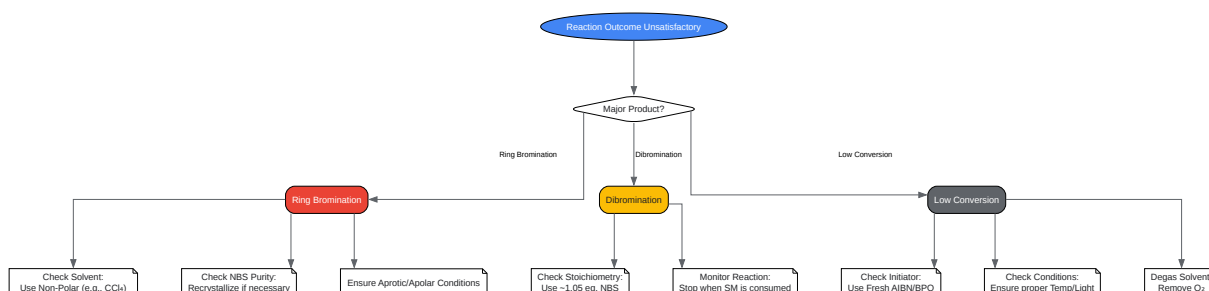 Reaction Outcome Unsatisfactory
Major Product?
Ring Bromination
Dibromination
Low Conversion
Ring Bromination
Dibromination
Low Conversion
Check Solvent:
Use Non-Polar (e.g., CCl₄)
Check NBS Purity:
Recrystallize if necessary
Ensure Aprotic/Apolar Conditions
Check Stoichiometry:
Use ~1.05 eq. NBS
Monitor Reaction:
Stop when SM is consumed
Check Initiator:
Use Fresh AIBN/BPO
Check Conditions:
Ensure proper Temp/Light
Degas Solvent
Remove O₂